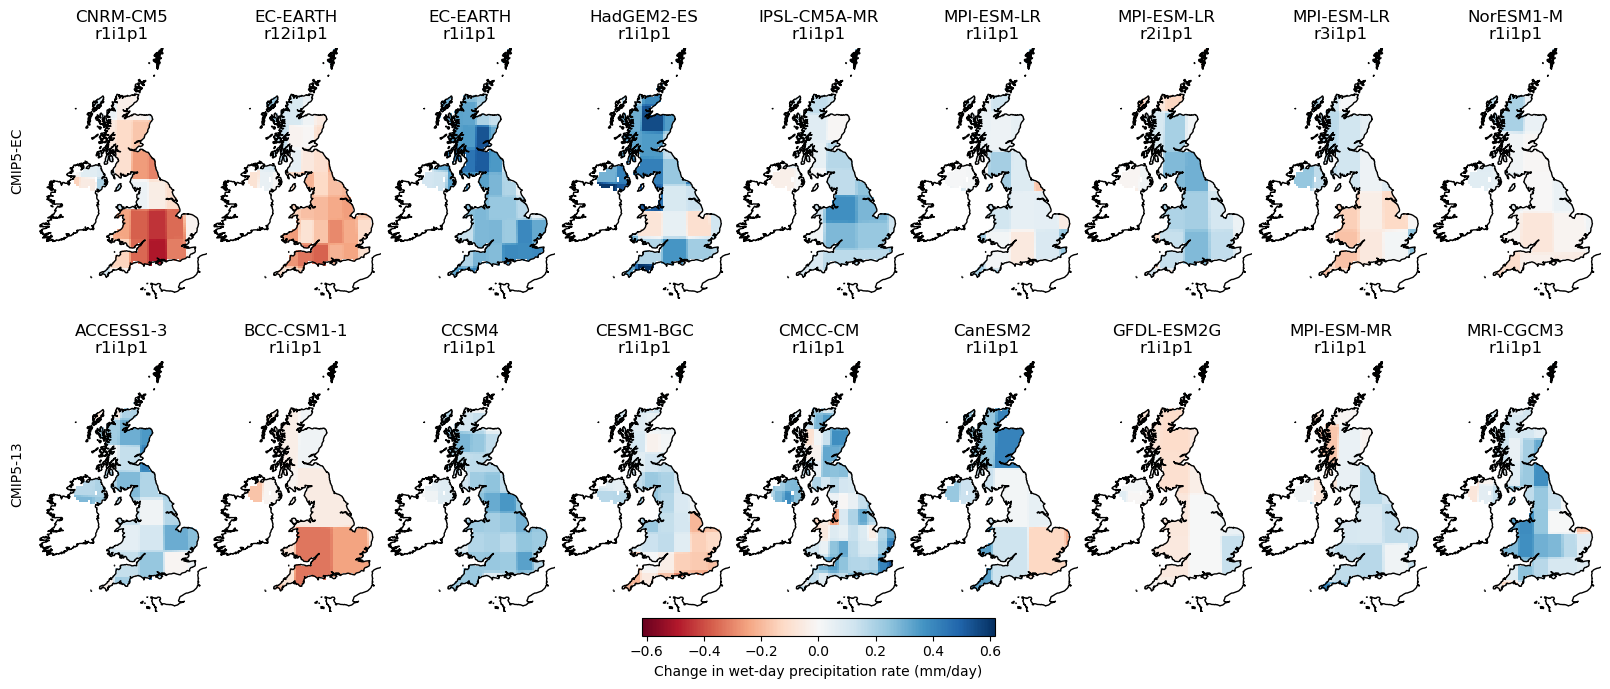 CNRM-CM5
r1i1p1
EC-EARTH
r12i1p1
EC-EARTH
r1i1p1
HadGEM2-ES
r1i1p1
IPSL-CM5A-MR
r1i1p1
MPI-ESM-LR
r1i1p1
MPI-ESM-LR
r2i1p1
MPI-ESM-LR
r3i1p1
NorESM1-M
r1i1p1
CMIP5-EC
ACCESS1-3
r1i1p1
BCC-CSM1-1
r1i1p1
CCSM4
r1i1p1
CESM1-BGC
r1i1p1
CMCC-CM
r1i1p1
CanESM2
r1i1p1
GFDL-ESM2G
r1i1p1
MPI-ESM-MR
r1i1p1
MRI-CGCM3
r1i1p1
CMIP5-13
−0.6 −0.4 −0.2 0.0 0.2 0.4 0.6
Change in wet-day precipitation rate (mm/day)